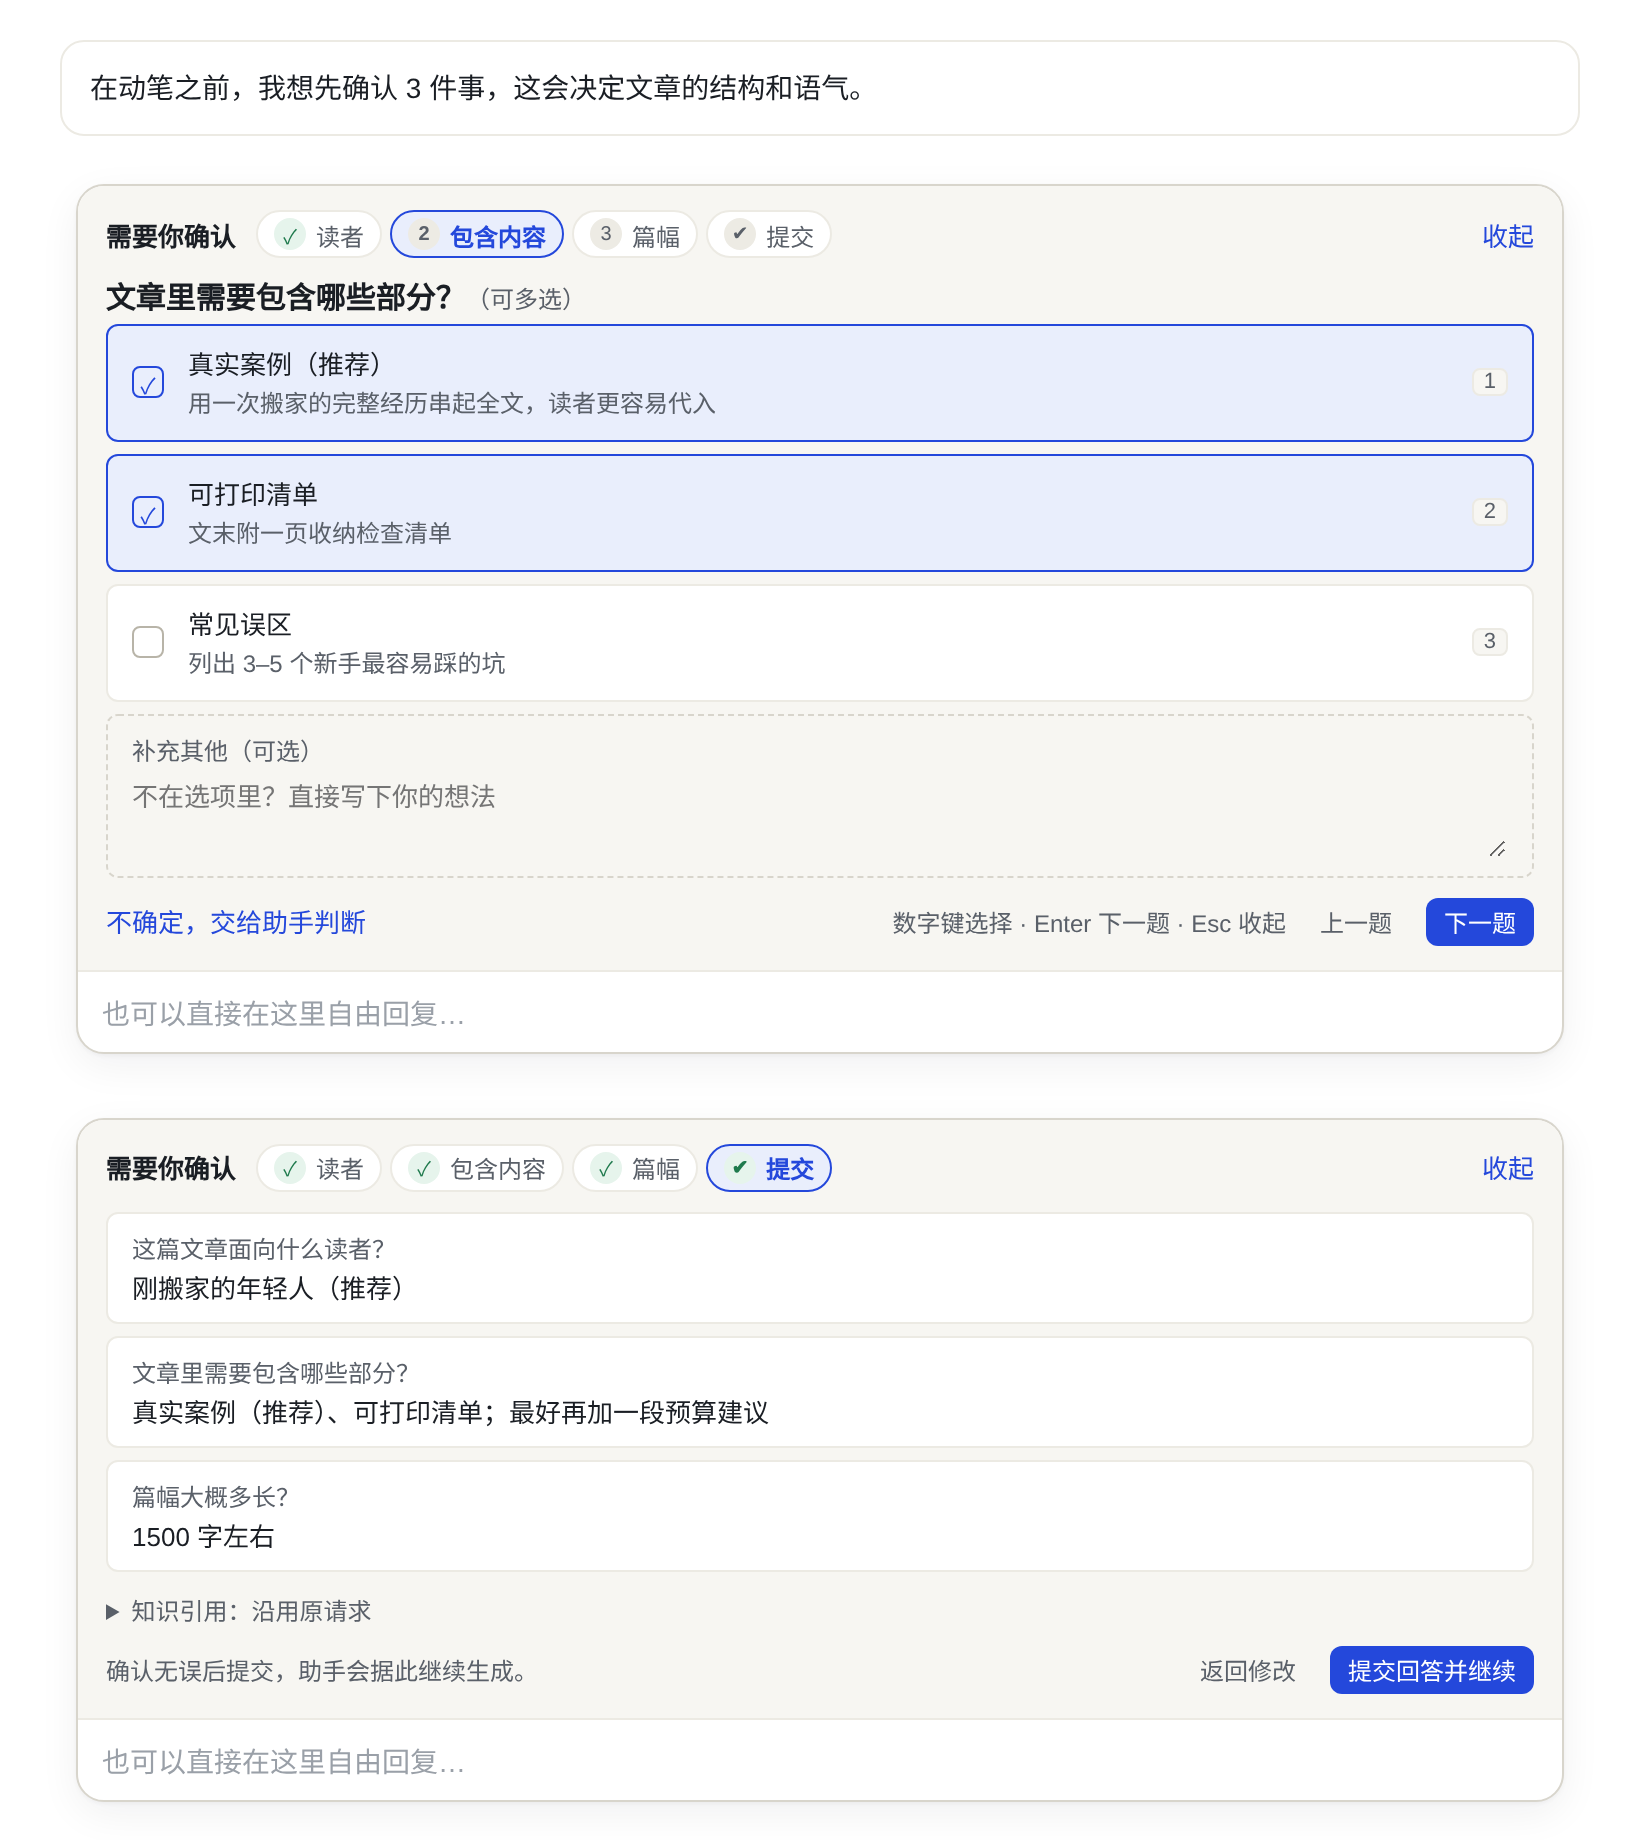 在动笔之前，我想先确认 3 件事，这会决定文章的结构和语气。
需要你确认 ✓ 读者 2 包含内容 3 篇幅 ✔ 提交 收起
文章里需要包含哪些部分？（可多选）
✓ 真实案例（推荐） 1
用一次搬家的完整经历串起全文，读者更容易代入
✓ 可打印清单 2
文末附一页收纳检查清单
常见误区 3
列出 3–5 个新手最容易踩的坑
补充其他（可选）
不在选项里？直接写下你的想法
不确定，交给助手判断 数字键选择 · Enter 下一题 · Esc 收起 上一题 下一题
也可以直接在这里自由回复…
需要你确认 ✓ 读者 ✓ 包含内容 ✓ 篇幅 ✔ 提交 收起
这篇文章面向什么读者？
刚搬家的年轻人（推荐）
文章里需要包含哪些部分？
真实案例（推荐）、可打印清单；最好再加一段预算建议
篇幅大概多长？
1500 字左右
▶ 知识引用：沿用原请求
确认无误后提交，助手会据此继续生成。 返回修改 提交回答并继续
也可以直接在这里自由回复…